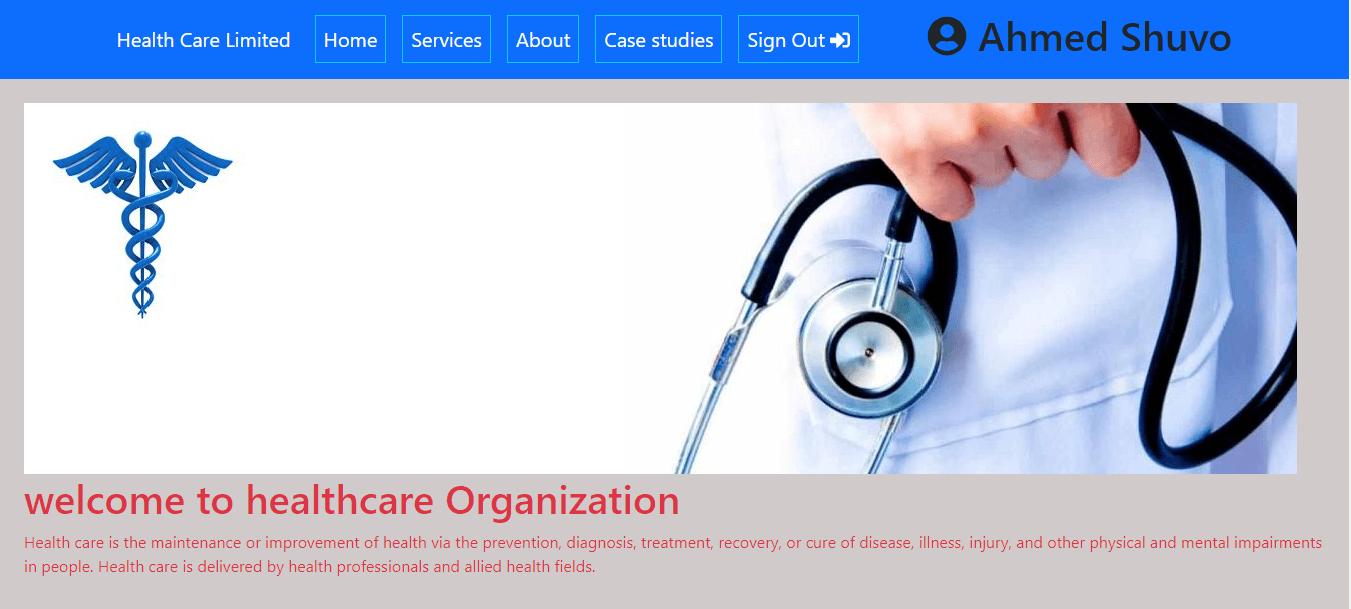 Health Care Limited Home Services About Case studies Sign Out Ahmed Shuvo
welcome to healthcare Organization
Health care is the maintenance or improvement of health via the prevention, diagnosis, treatment, recovery, or cure of disease, illness, injury, and other physical and mental impairments
in people. Health care is delivered by health professionals and allied health fields.